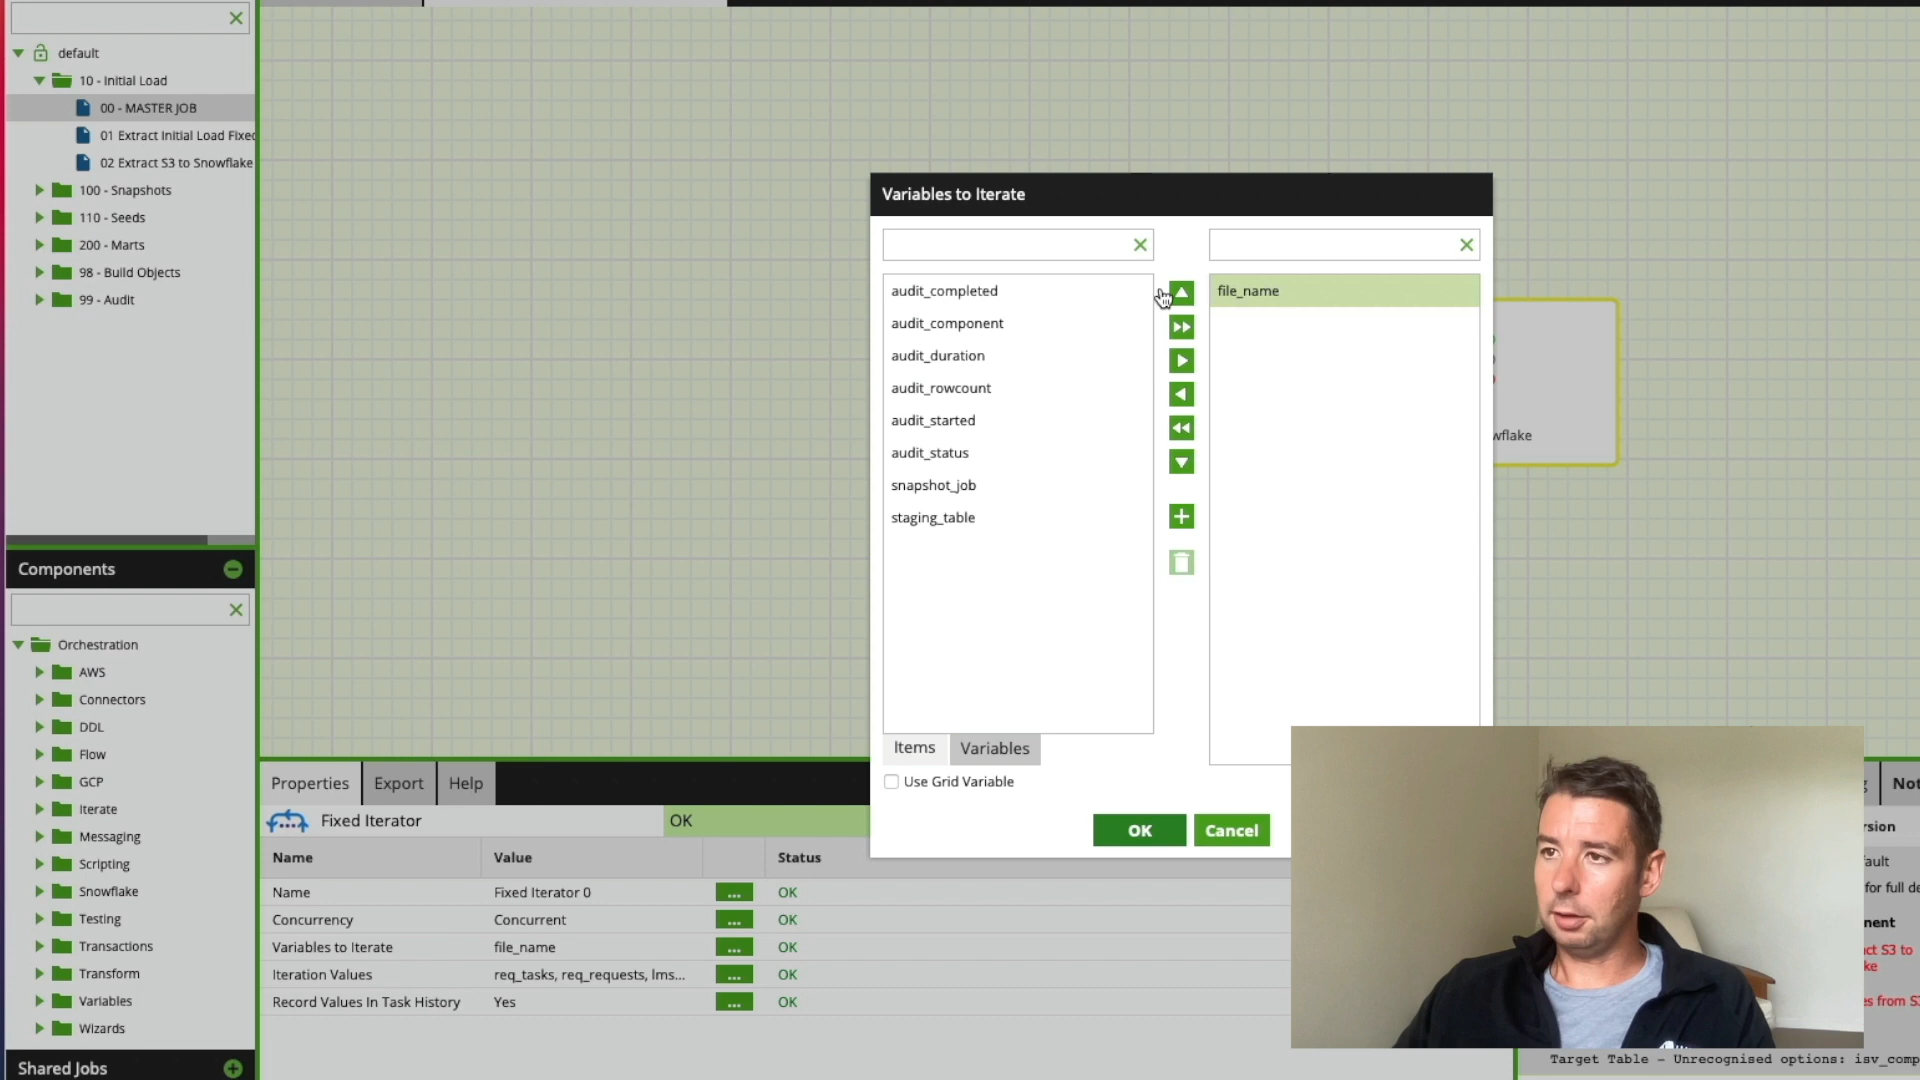 default
10 - Initial Load
00 - MASTER JOB
01 Extract Initial Load Fixed
02 Extract S3 to Snowflake
100 - Snapshots
110 - Seeds
200 - Marts
98 - Build Objects
99 - Audit
Components
Orchestration
AWS
Connectors
DDL
Flow
GCP
Iterate
Messaging
Scripting
Snowflake
Testing
Transactions
Transform
Variables
Wizards
Shared Jobs
Variables to Iterate
audit_completed
audit_component
audit_duration
audit_rowcount
audit_started
audit_status
snapshot_job
staging_table
file_name
Items Variables
Use Grid Variable
OK Cancel
wflake
Properties Export Help
Fixed Iterator OK
Name Value Status
Name Fixed Iterator 0 ... OK
Concurrency Concurrent ... OK
Variables to Iterate file_name ... OK
Iteration Values req_tasks, req_requests, lms... ... OK
Record Values In Task History Yes ... OK
Not
rsion
ault
for full de
nent
ct S3 to
ke
es from S3
Target Table - Unrecognised options: isv_comp